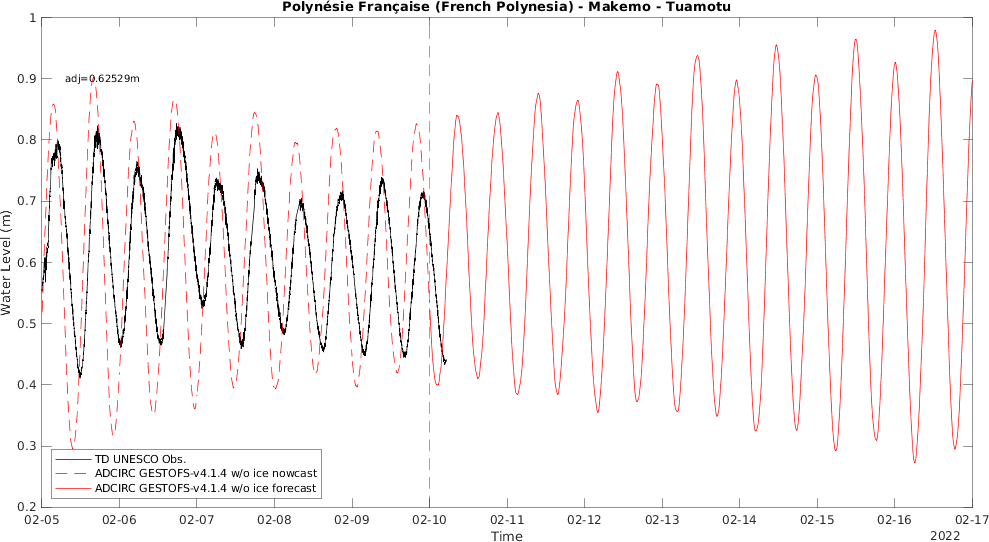 Polynésie Française (French Polynesia) - Makemo - Tuamotu
adj=0.62529m
Water Level (m)
1
0.9
0.8
0.7
0.6
0.5
0.4
0.3
0.2
TD UNESCO Obs.
ADCIRC GESTOFS-v4.1.4 w/o ice nowcast
ADCIRC GESTOFS-v4.1.4 w/o ice forecast
02-05 02-06 02-07 02-08 02-09 02-10 02-11 02-12 02-13 02-14 02-15 02-16 02-17
Time
2022